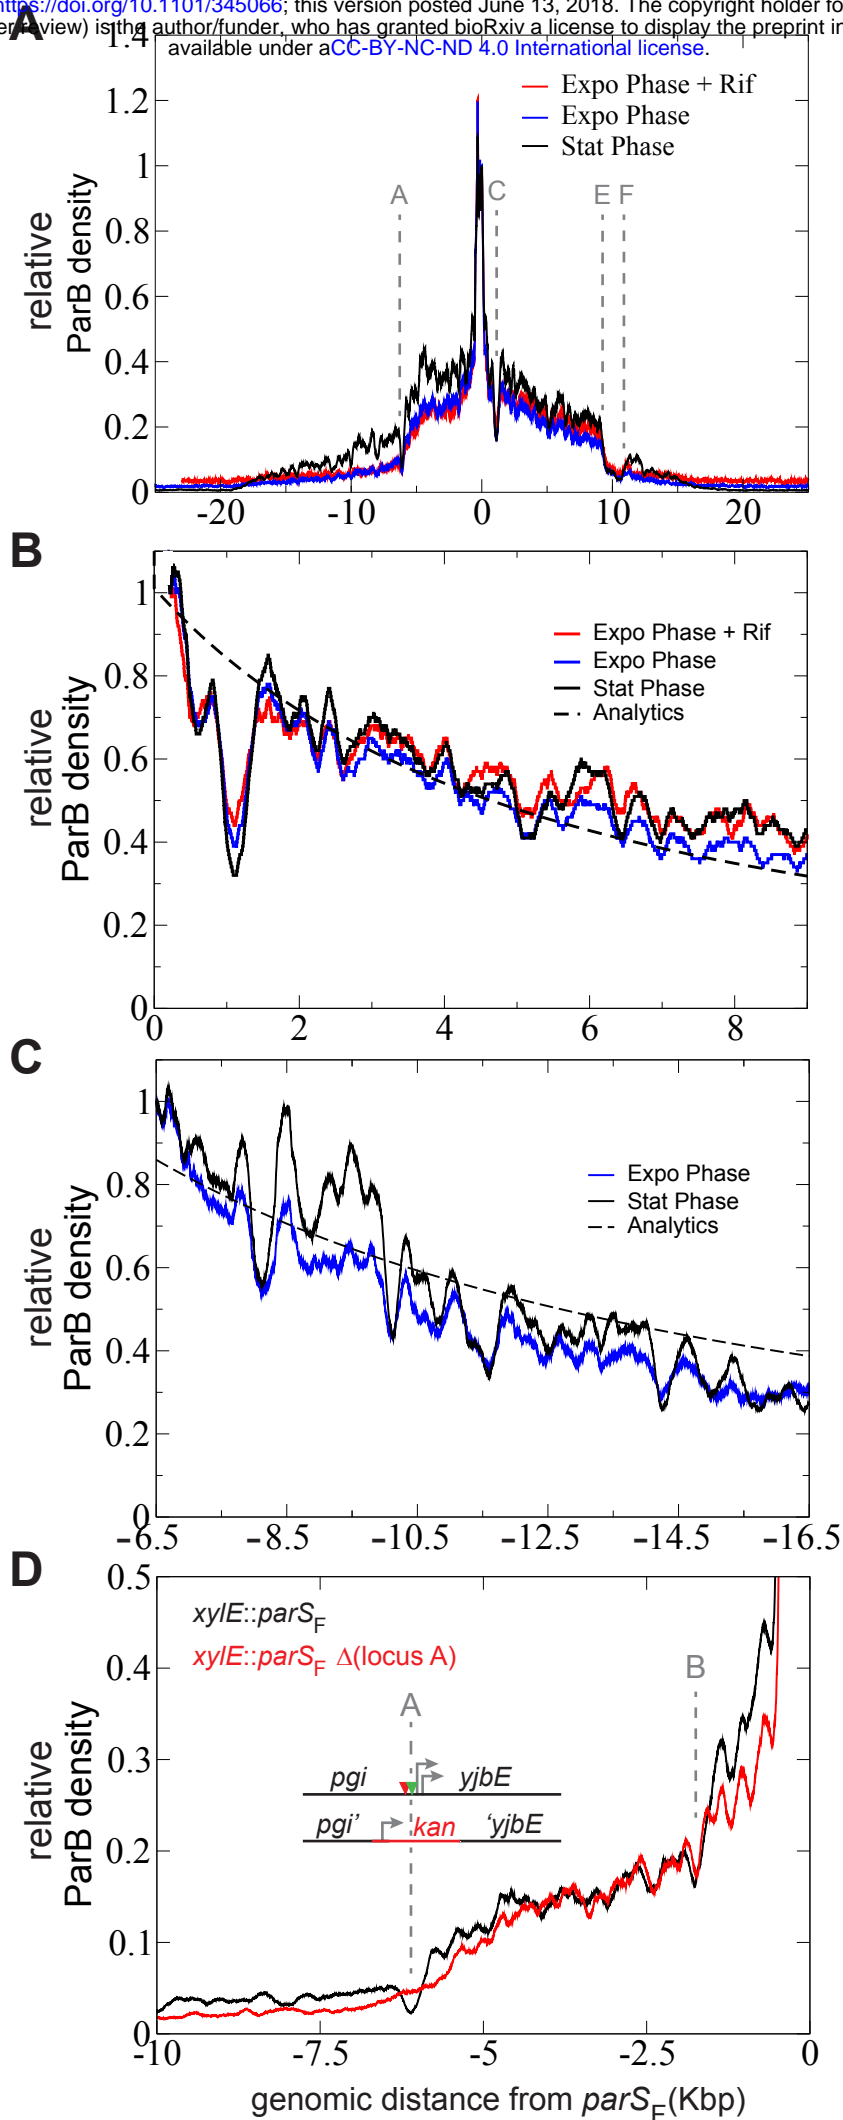 https://doi.org/10.1101/345066; this version posted June 13, 2018. The copyright holder fo
er review) is the author/funder, who has granted bioRxiv a license to display the preprint in
available under aCC-BY-NC-ND 4.0 International license.
A
relative
ParB density
1.4
1.2
1
0.8
0.6
0.4
0.2
0
Expo Phase + Rif
Expo Phase
Stat Phase
A
C
E F
-20 -10 0 10 20
B
relative
ParB density
1
0.8
0.6
0.4
0.2
0
Expo Phase + Rif
Expo Phase
Stat Phase
Analytics
0 2 4 6 8
C
relative
ParB density
1
0.8
0.6
0.4
0.2
0
Expo Phase
Stat Phase
Analytics
-6.5 -8.5 -10.5 -12.5 -14.5 -16.5
D
relative
ParB density
0.5
0.4
0.3
0.2
0.1
0
xylE::parSF
xylE::parSF Δ(locus A)
A
B
pgi yjbE
pgi' kan 'yjbE
-10 -7.5 -5 -2.5 0
genomic distance from parSF(Kbp)